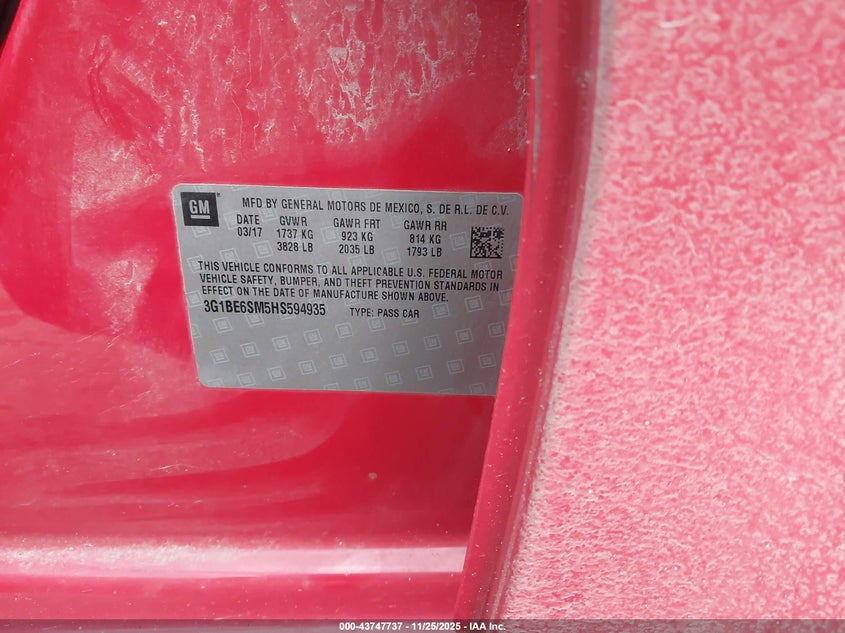 GM
MFD BY GENERAL MOTORS DE MEXICO, S. DE R.L. DE C.V.
DATE GVWR GAWR FRT GAWR RR
03/17 1737 KG 923 KG 814 KG
3828 LB 2035 LB 1793 LB
THIS VEHICLE CONFORMS TO ALL APPLICABLE U.S. FEDERAL MOTOR
VEHICLE SAFETY, BUMPER, AND THEFT PREVENTION STANDARDS IN
EFFECT ON THE DATE OF MANUFACTURE SHOWN ABOVE.
3G1BE6SM5HS594935 TYPE: PASS CAR
000-43747737 - 11/25/2025 - IAA Inc.